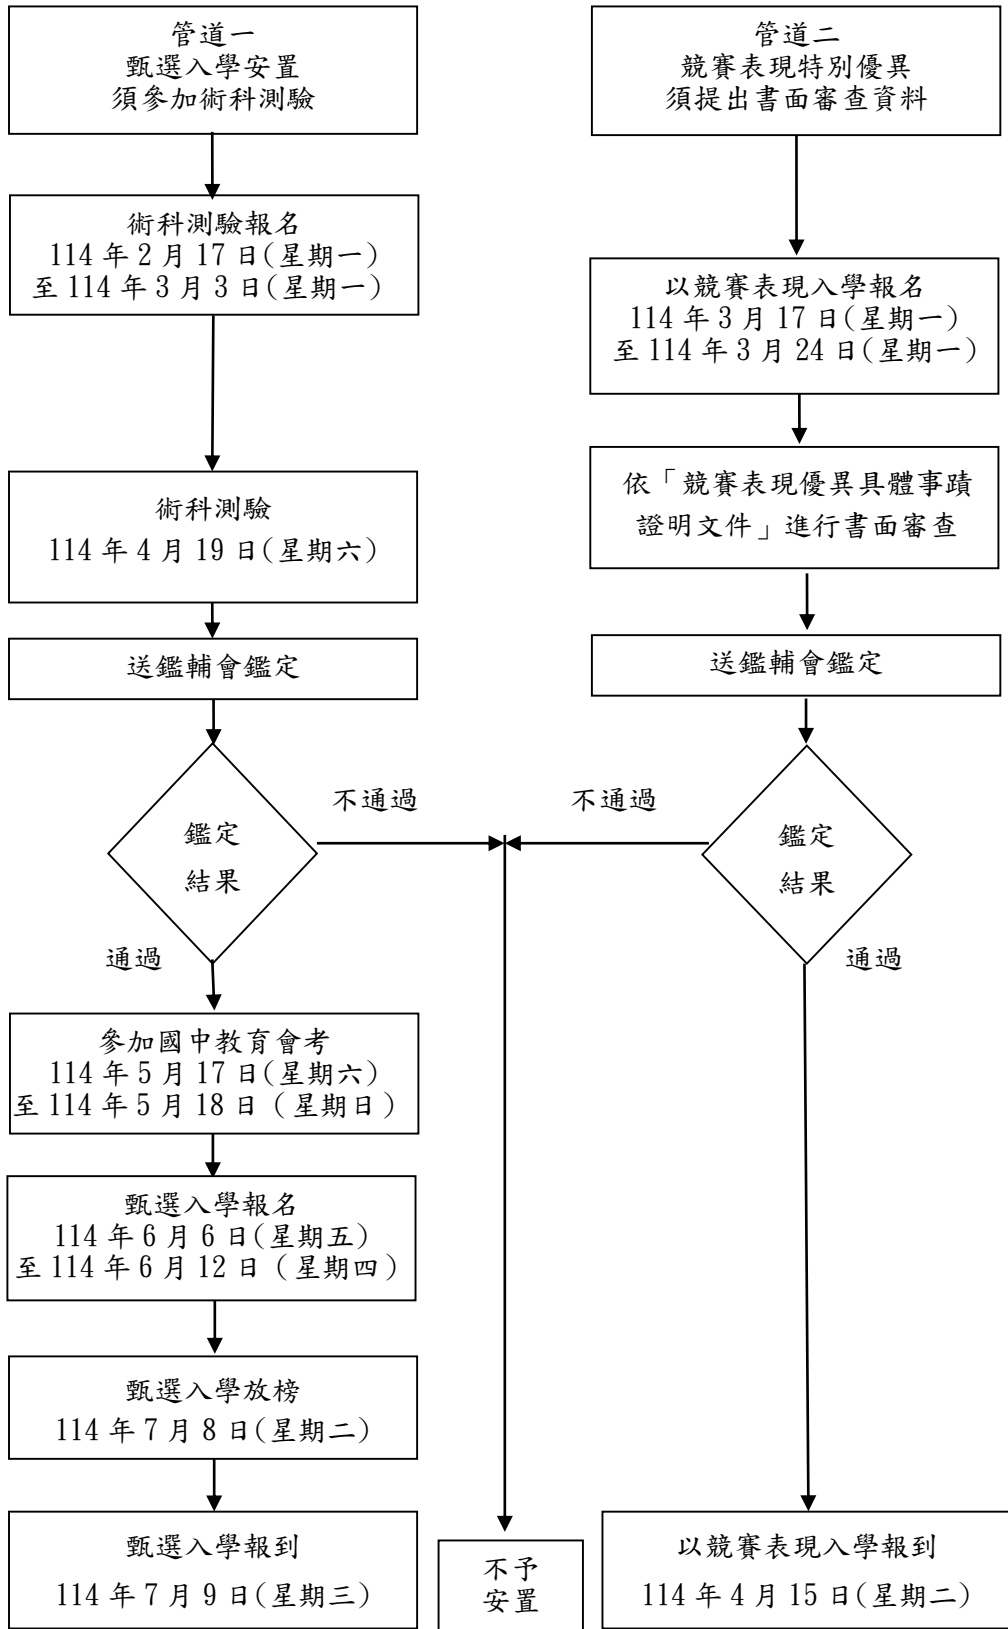 管道一
甄選入學安置
須參加術科測驗
術科測驗報名
114 年 2 月 17 日(星期一)
至 114 年 3 月 3 日(星期一)
術科測驗
114 年 4 月 19 日(星期六)
送鑑輔會鑑定
鑑定
結果
不通過
通過
參加國中教育會考
114 年 5 月 17 日(星期六)
至 114 年 5 月 18 日（星期日）
甄選入學報名
114 年 6 月 6 日(星期五)
至 114 年 6 月 12 日（星期四）
甄選入學放榜
114 年 7 月 8 日(星期二)
甄選入學報到
114 年 7 月 9 日(星期三)
管道二
競賽表現特別優異
須提出書面審查資料
以競賽表現入學報名
114 年 3 月 17 日(星期一)
至 114 年 3 月 24 日(星期一)
依「競賽表現優異具體事蹟
證明文件」進行書面審查
送鑑輔會鑑定
鑑定
結果
不通過
通過
以競賽表現入學報到
114 年 4 月 15 日(星期二)
不予
安置